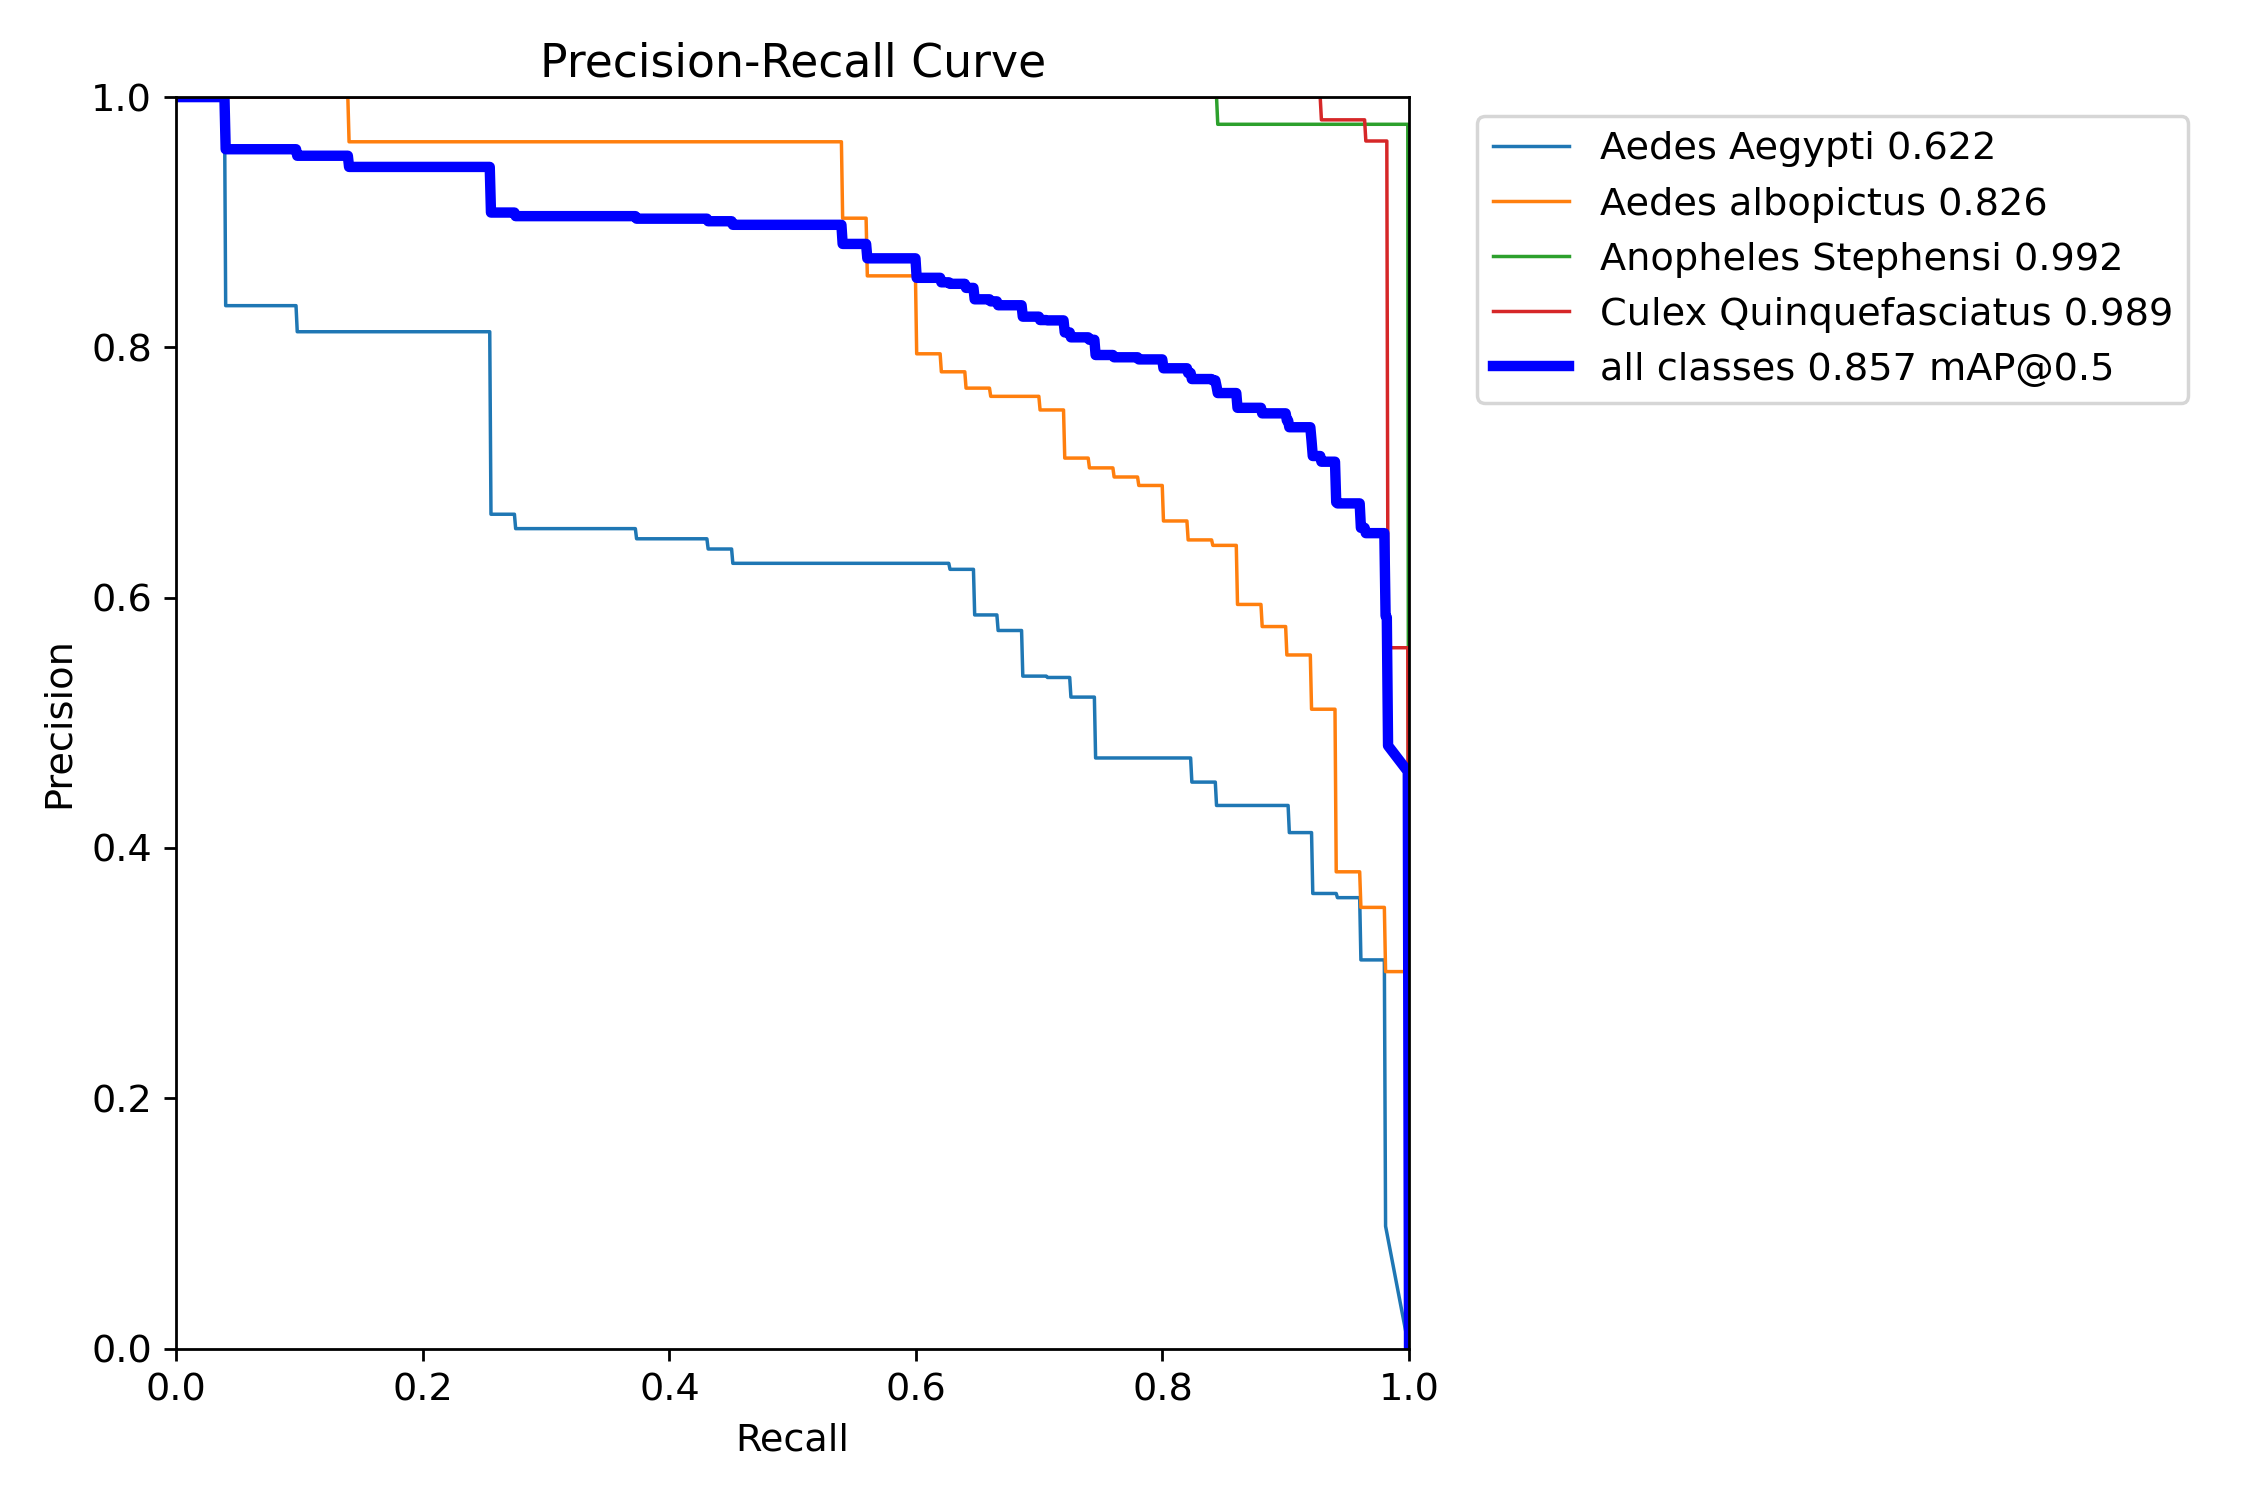 Precision-Recall Curve
1.0
0.8
0.6
0.4
0.2
0.0
Precision
0.0 0.2 0.4 0.6 0.8 1.0
Recall
Aedes Aegypti 0.622
Aedes albopictus 0.826
Anopheles Stephensi 0.992
Culex Quinquefasciatus 0.989
all classes 0.857 mAP@0.5